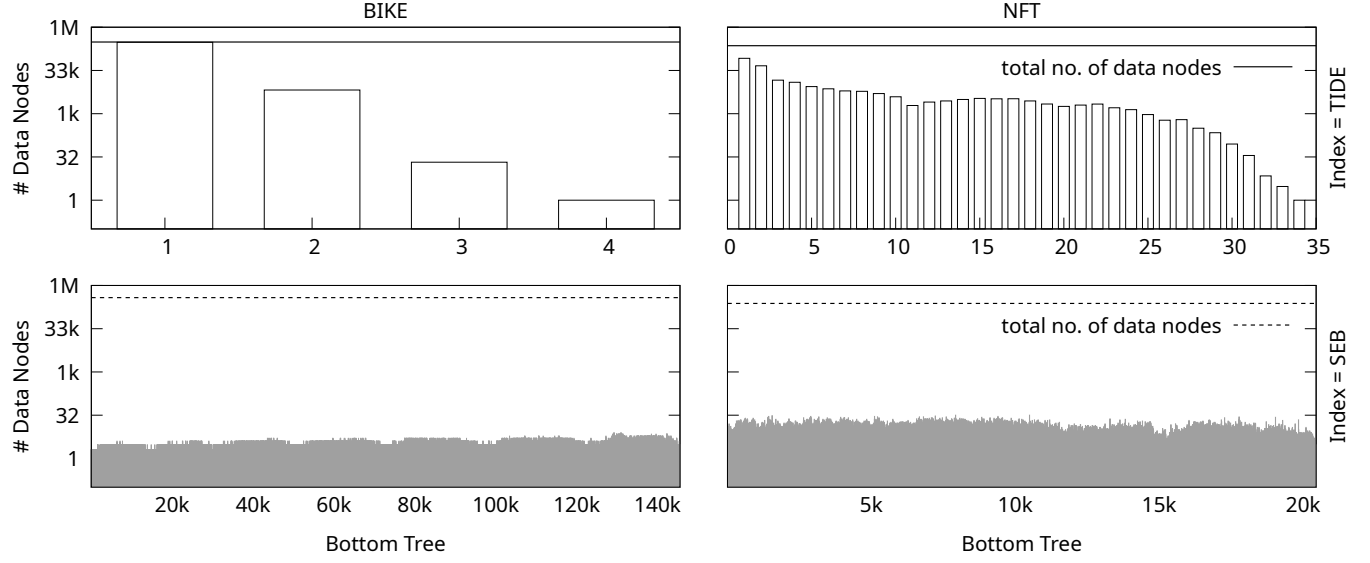 BIKE
NFT
1M
33k
1k
32
1
# Data Nodes
1 2 3 4
total no. of data nodes
0 5 10 15 20 25 30 35
Index = TIDE
1M
33k
1k
32
1
# Data Nodes
20k 40k 60k 80k 100k 120k 140k
Bottom Tree
total no. of data nodes
5k 10k 15k 20k
Bottom Tree
Index = SEB